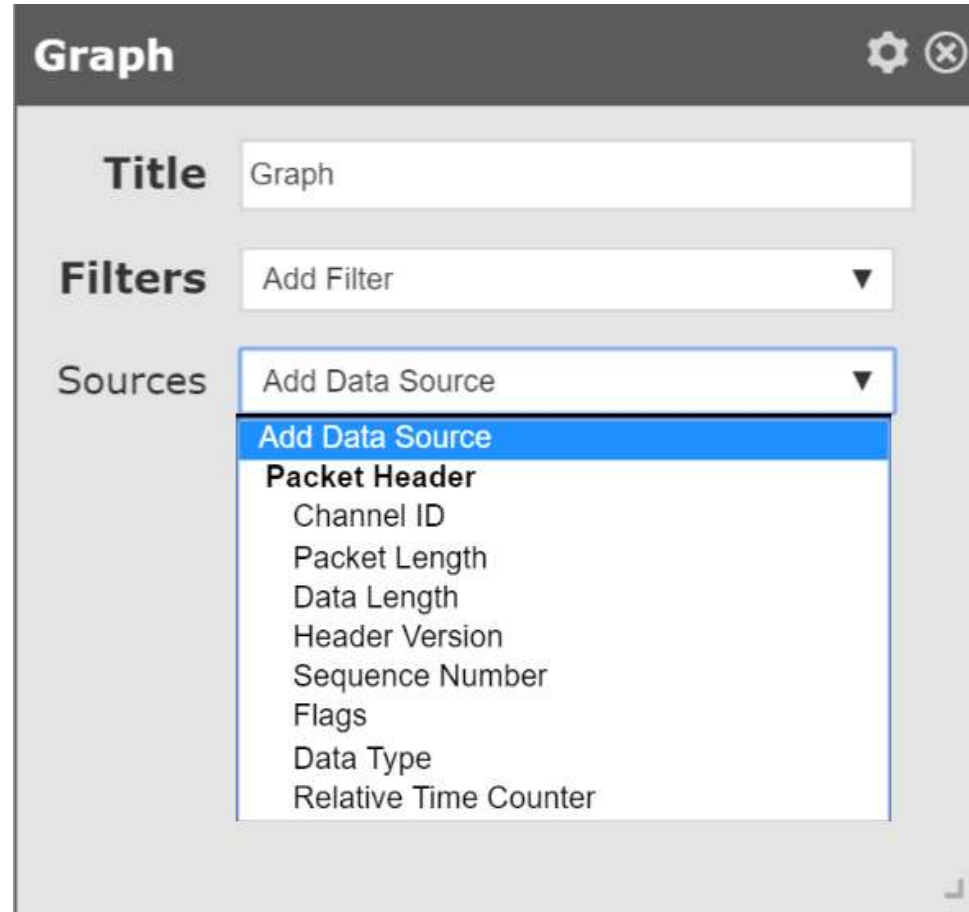 Graph
Title Graph
Filters Add Filter
Sources Add Data Source
Add Data Source
Packet Header
Channel ID
Packet Length
Data Length
Header Version
Sequence Number
Flags
Data Type
Relative Time Counter